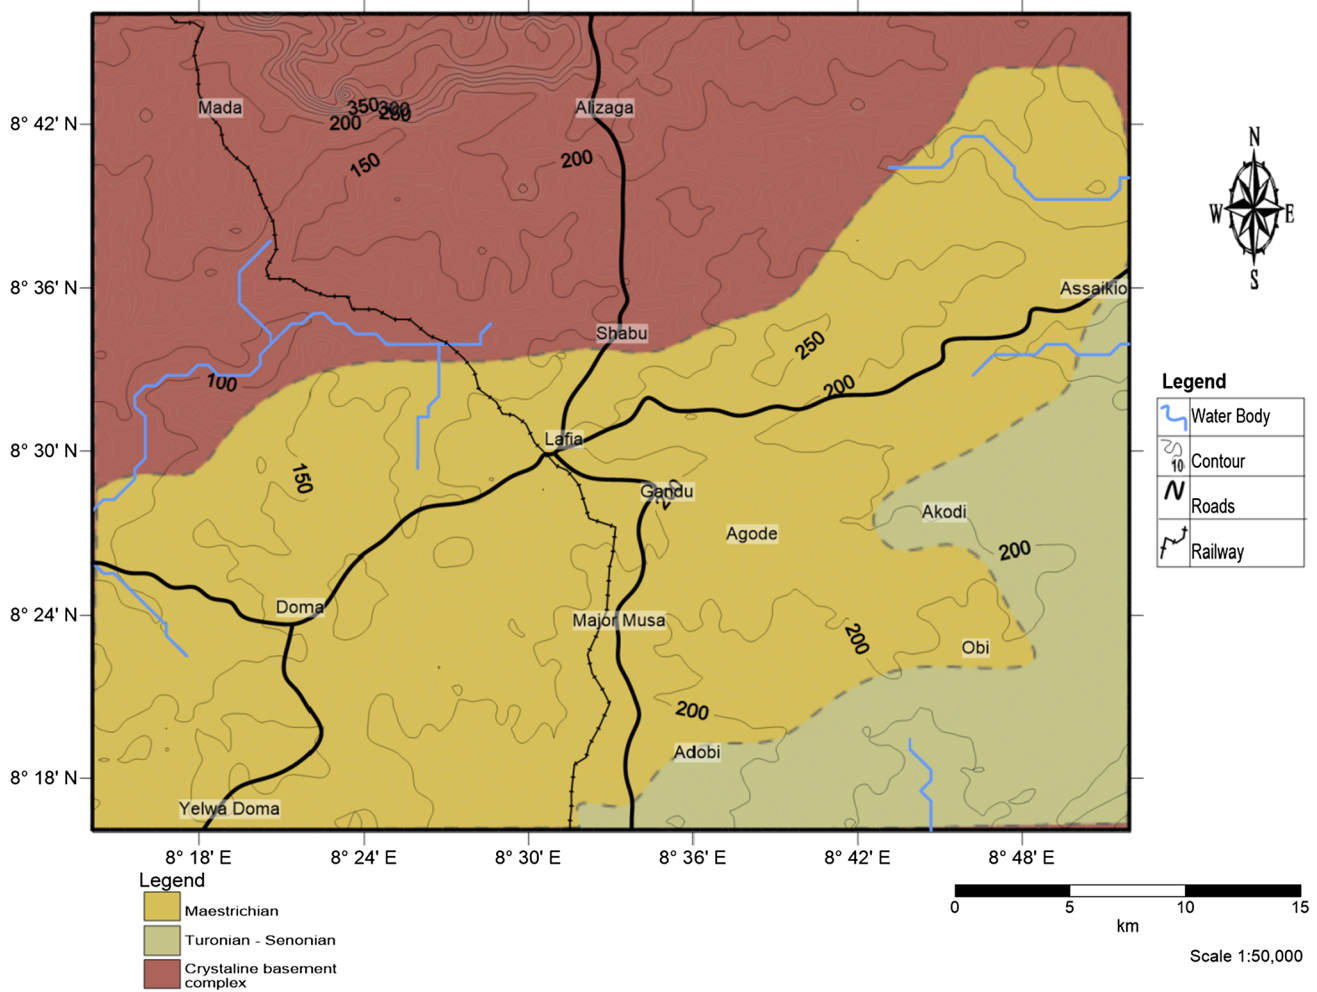 Mada
350 300
250
200
Alizaga
150
200
8° 42' N
N
W E
S
8° 36' N
Assaikio
Shabu
250
100
200
Legend
Water Body
Lafia
8° 30' N
10
Contour
150
Gandu
Akodi
Roads
Agode
200
Railway
Doma
8° 24' N
Major Musa
200
Obi
200
Adobi
8° 18' N
Yelwa Doma
8° 18' E 8° 24' E 8° 30' E 8° 36' E 8° 42' E 8° 48' E
Legend
Maestrichian
Turonian - Senonian
Crystaline basement
complex
0 5 10 15
km
Scale 1:50,000